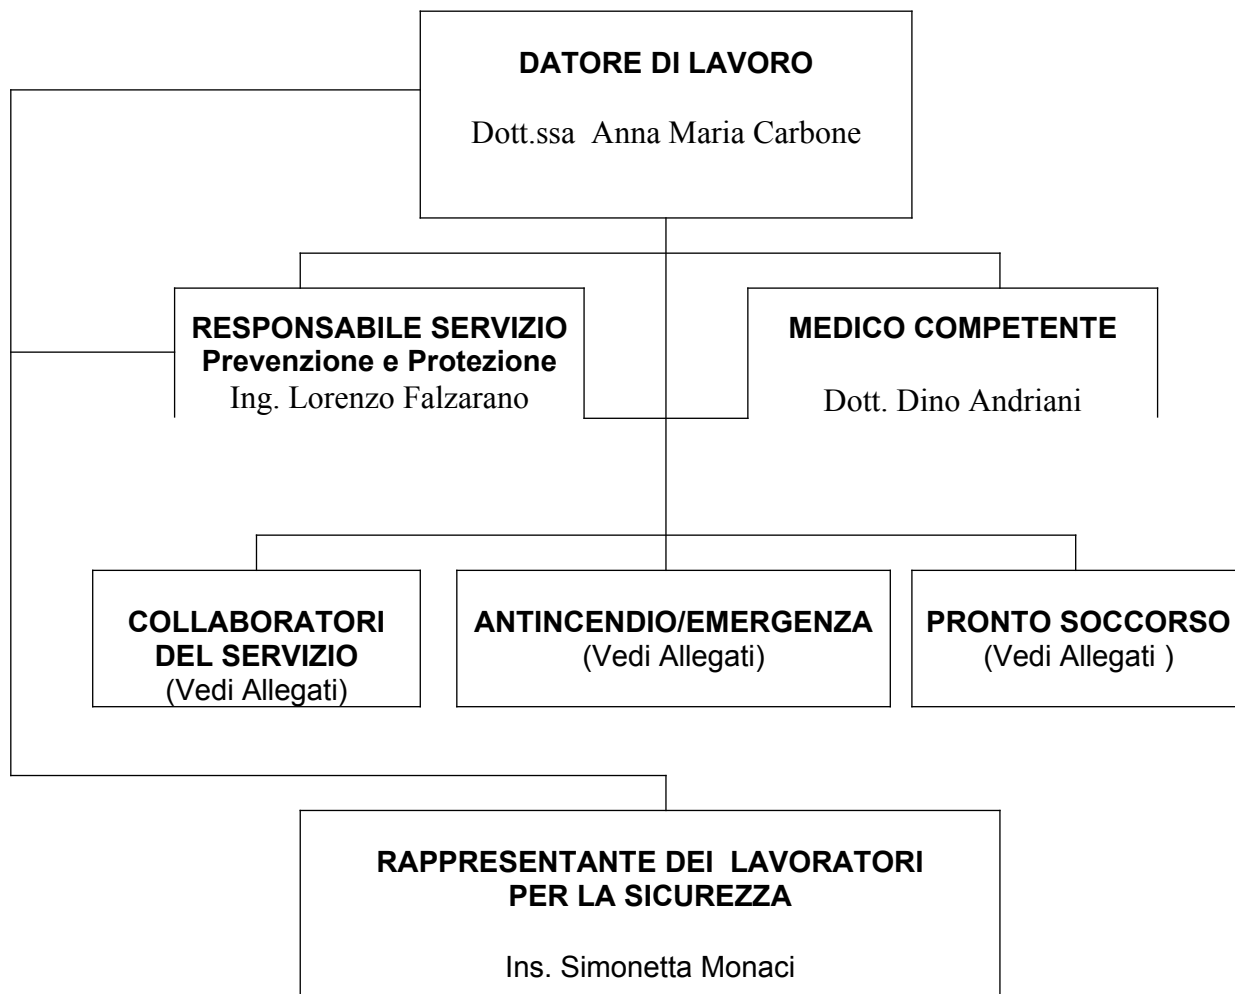 DATORE DI LAVORO
Dott.ssa  Anna Maria Carbone
RESPONSABILE SERVIZIO
Prevenzione e Protezione
Ing. Lorenzo Falzarano
MEDICO COMPETENTE
Dott. Dino Andriani
COLLABORATORI
DEL SERVIZIO
(Vedi Allegati)
ANTINCENDIO/EMERGENZA
(Vedi Allegati)
PRONTO SOCCORSO
(Vedi Allegati )
RAPPRESENTANTE DEI  LAVORATORI
PER LA SICUREZZA
Ins. Simonetta Monaci